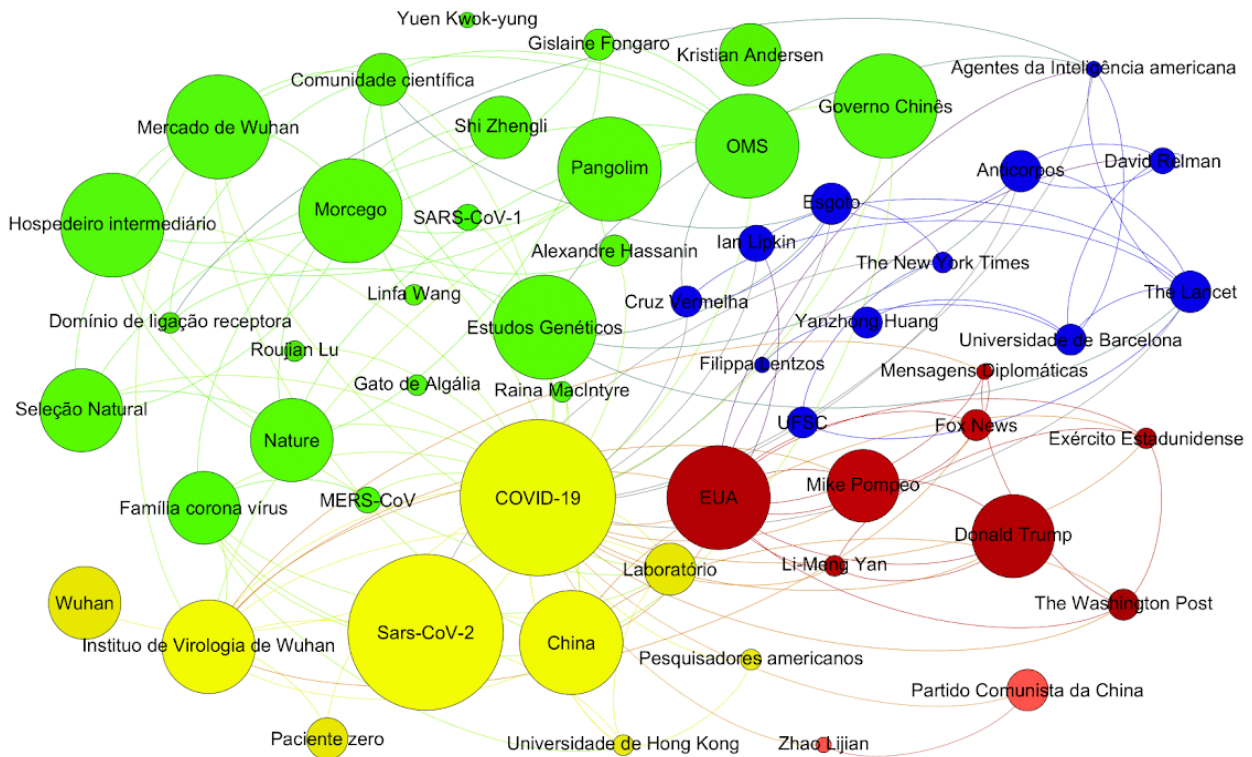 Yuen Kwok-yung
Gislaine Fongaro
Kristian Andersen
Comunidade científica
Agentes da Inteligência americana
Governo Chinês
Mercado de Wuhan
Shi Zhengli
OMS
Pangolim
Anticorpos
David Relman
Esgoto
Morcego
SARS-CoV-1
Hospedeiro intermediário
Ian Lipkin
Alexandre Hassanin
The New York Times
Linfa Wang
The Lancet
Cruz Vermelha
Domínio de ligação receptora
Estudos Genéticos
Yanzhong Huang
Universidade de Barcelona
Roujian Lu
Filippa Lentzos
Mensagens Diplomáticas
Gato de Algália
Raina MacIntyre
Seleção Natural
UFSC
Fox News
Nature
Exército Estadunidense
Mike Pompeo
COVID-19
EUA
MERS-CoV
Família corona vírus
Donald Trump
Li-Meng Yan
Laboratório
Wuhan
The Washington Post
Sars-CoV-2
China
Instituo de Virologia de Wuhan
Pesquisadores americanos
Partido Comunista da China
Paciente zero
Universidade de Hong Kong
Zhao Lijian